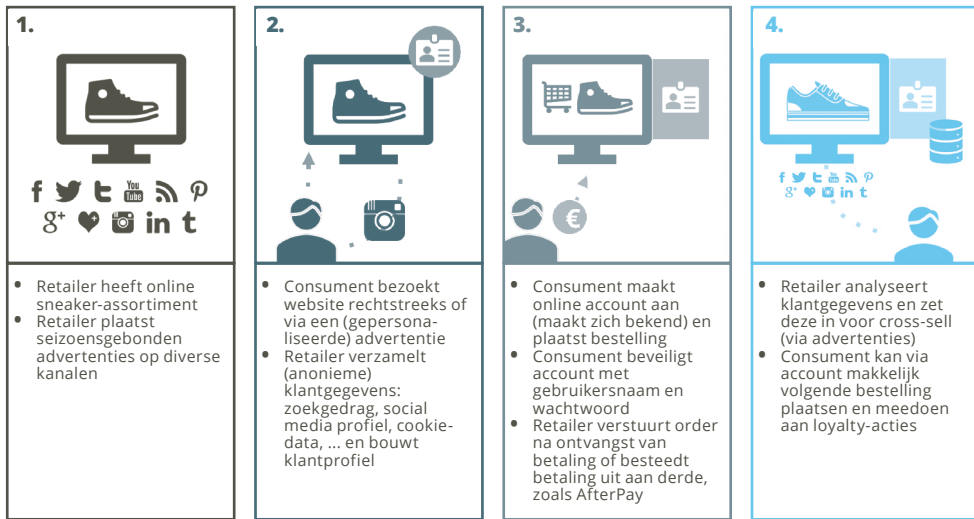 1.
You
Tube
f
t
g+
in
t
• Retailer heeft online
sneaker-assortiment
• Retailer plaatst
seizoensgebonden
advertenties op diverse
kanalen
2.
• Consument bezoekt
website rechtstreeks of
via een (gepersona-
liseerde) advertentie
• Retailer verzamelt
(anonieme)
klantgegevens:
zoekgedrag, social
media profiel, cookie-
data, ... en bouwt
klantprofiel
3.
€
• Consument maakt
online account aan
(maakt zich bekend) en
plaatst bestelling
• Consument beveiligt
account met
gebruikersnaam en
wachtwoord
• Retailer verstuurt order
na ontvangst van
betaling of besteedt
betaling uit aan derde,
zoals AfterPay
4.
f
t
g+
in
t
• Retailer analyseert
klantgegevens en zet
deze in voor cross-sell
(via advertenties)
• Consument kan via
account makkelijk
volgende bestelling
plaatsen en meedoen
aan loyalty-acties